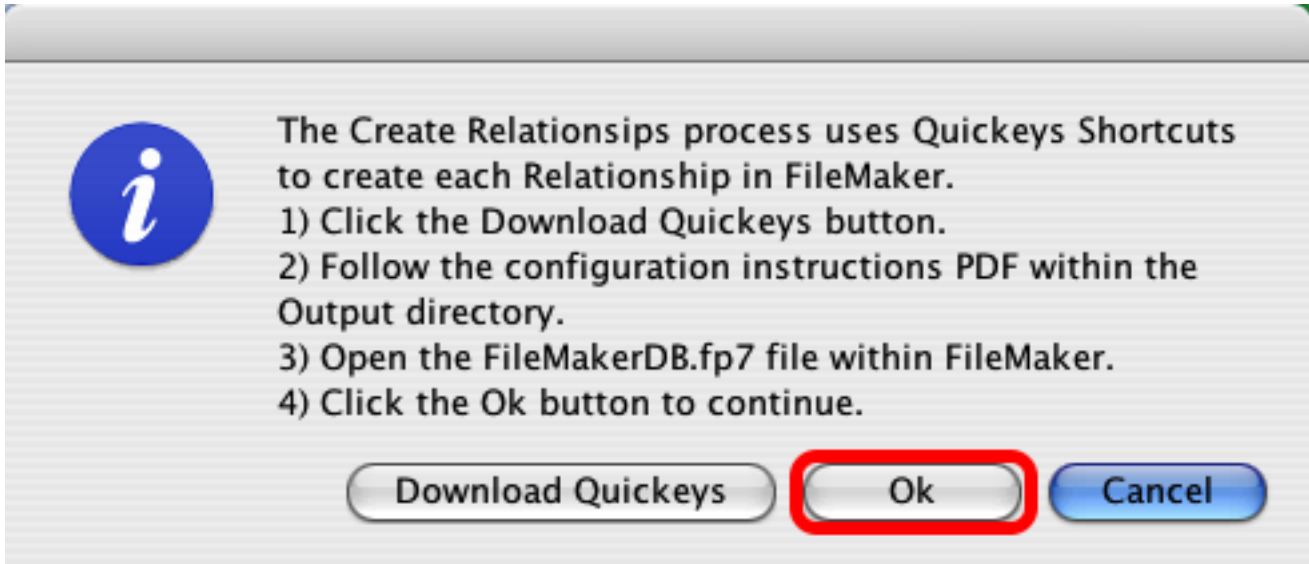 The Create Relationsips process uses Quickeys Shortcuts
to create each Relationship in FileMaker.
1) Click the Download Quickeys button.
2) Follow the configuration instructions PDF within the
Output directory.
3) Open the FileMakerDB.fp7 file within FileMaker.
4) Click the Ok button to continue.
Download Quickeys Ok Cancel